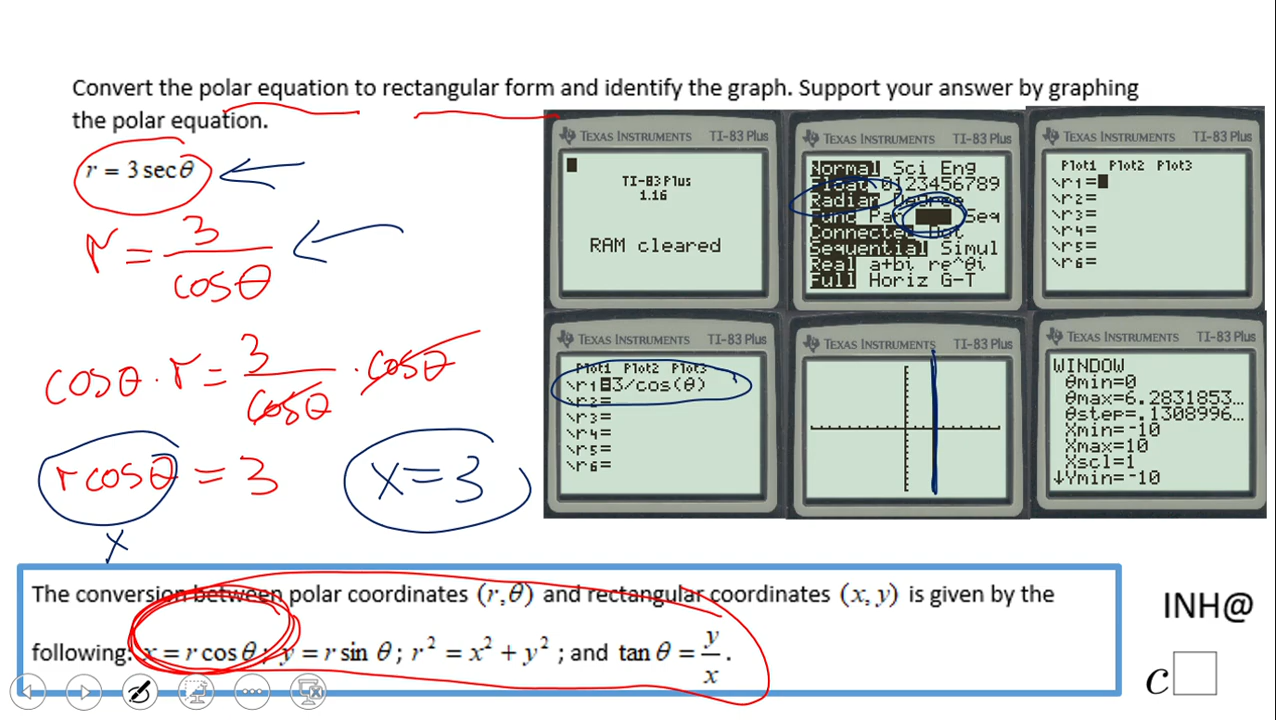 Convert the polar equation to rectangular form and identify the graph. Support your answer by graphing
the polar equation.
r = 3 sec θ
r = 3/cosθ
cosθ · r = 3/cosθ · cosθ
r cosθ = 3
x
x = 3
TEXAS INSTRUMENTS TI-83 Plus
TI-83 Plus
1.16
RAM cleared
TEXAS INSTRUMENTS TI-83 Plus
Normal Sci Eng
Float 0123456789
Radian Degree
Func Par Seq
Connected Dot
Sequential Simul
Real a+bi re^θi
Full Horiz G-T
TEXAS INSTRUMENTS TI-83 Plus
Plot1 Plot2 Plot3
\r1=
\r2=
\r3=
\r4=
\r5=
\r6=
TEXAS INSTRUMENTS TI-83 Plus
Plot1 Plot2 Plot3
\r1=3/cos(θ)
\r2=
\r3=
\r4=
\r5=
\r6=
TEXAS INSTRUMENTS TI-83 Plus
TEXAS INSTRUMENTS TI-83 Plus
WINDOW
θmin=0
θmax=6.2831853...
θstep=.1308996...
Xmin=-10
Xmax=10
Xscl=1
↓Ymin=-10
The conversion between polar coordinates (r,θ) and rectangular coordinates (x, y) is given by the
following: x = r cos θ; y = r sin θ; r² = x² + y²; and tan θ = y/x.
INH@
c